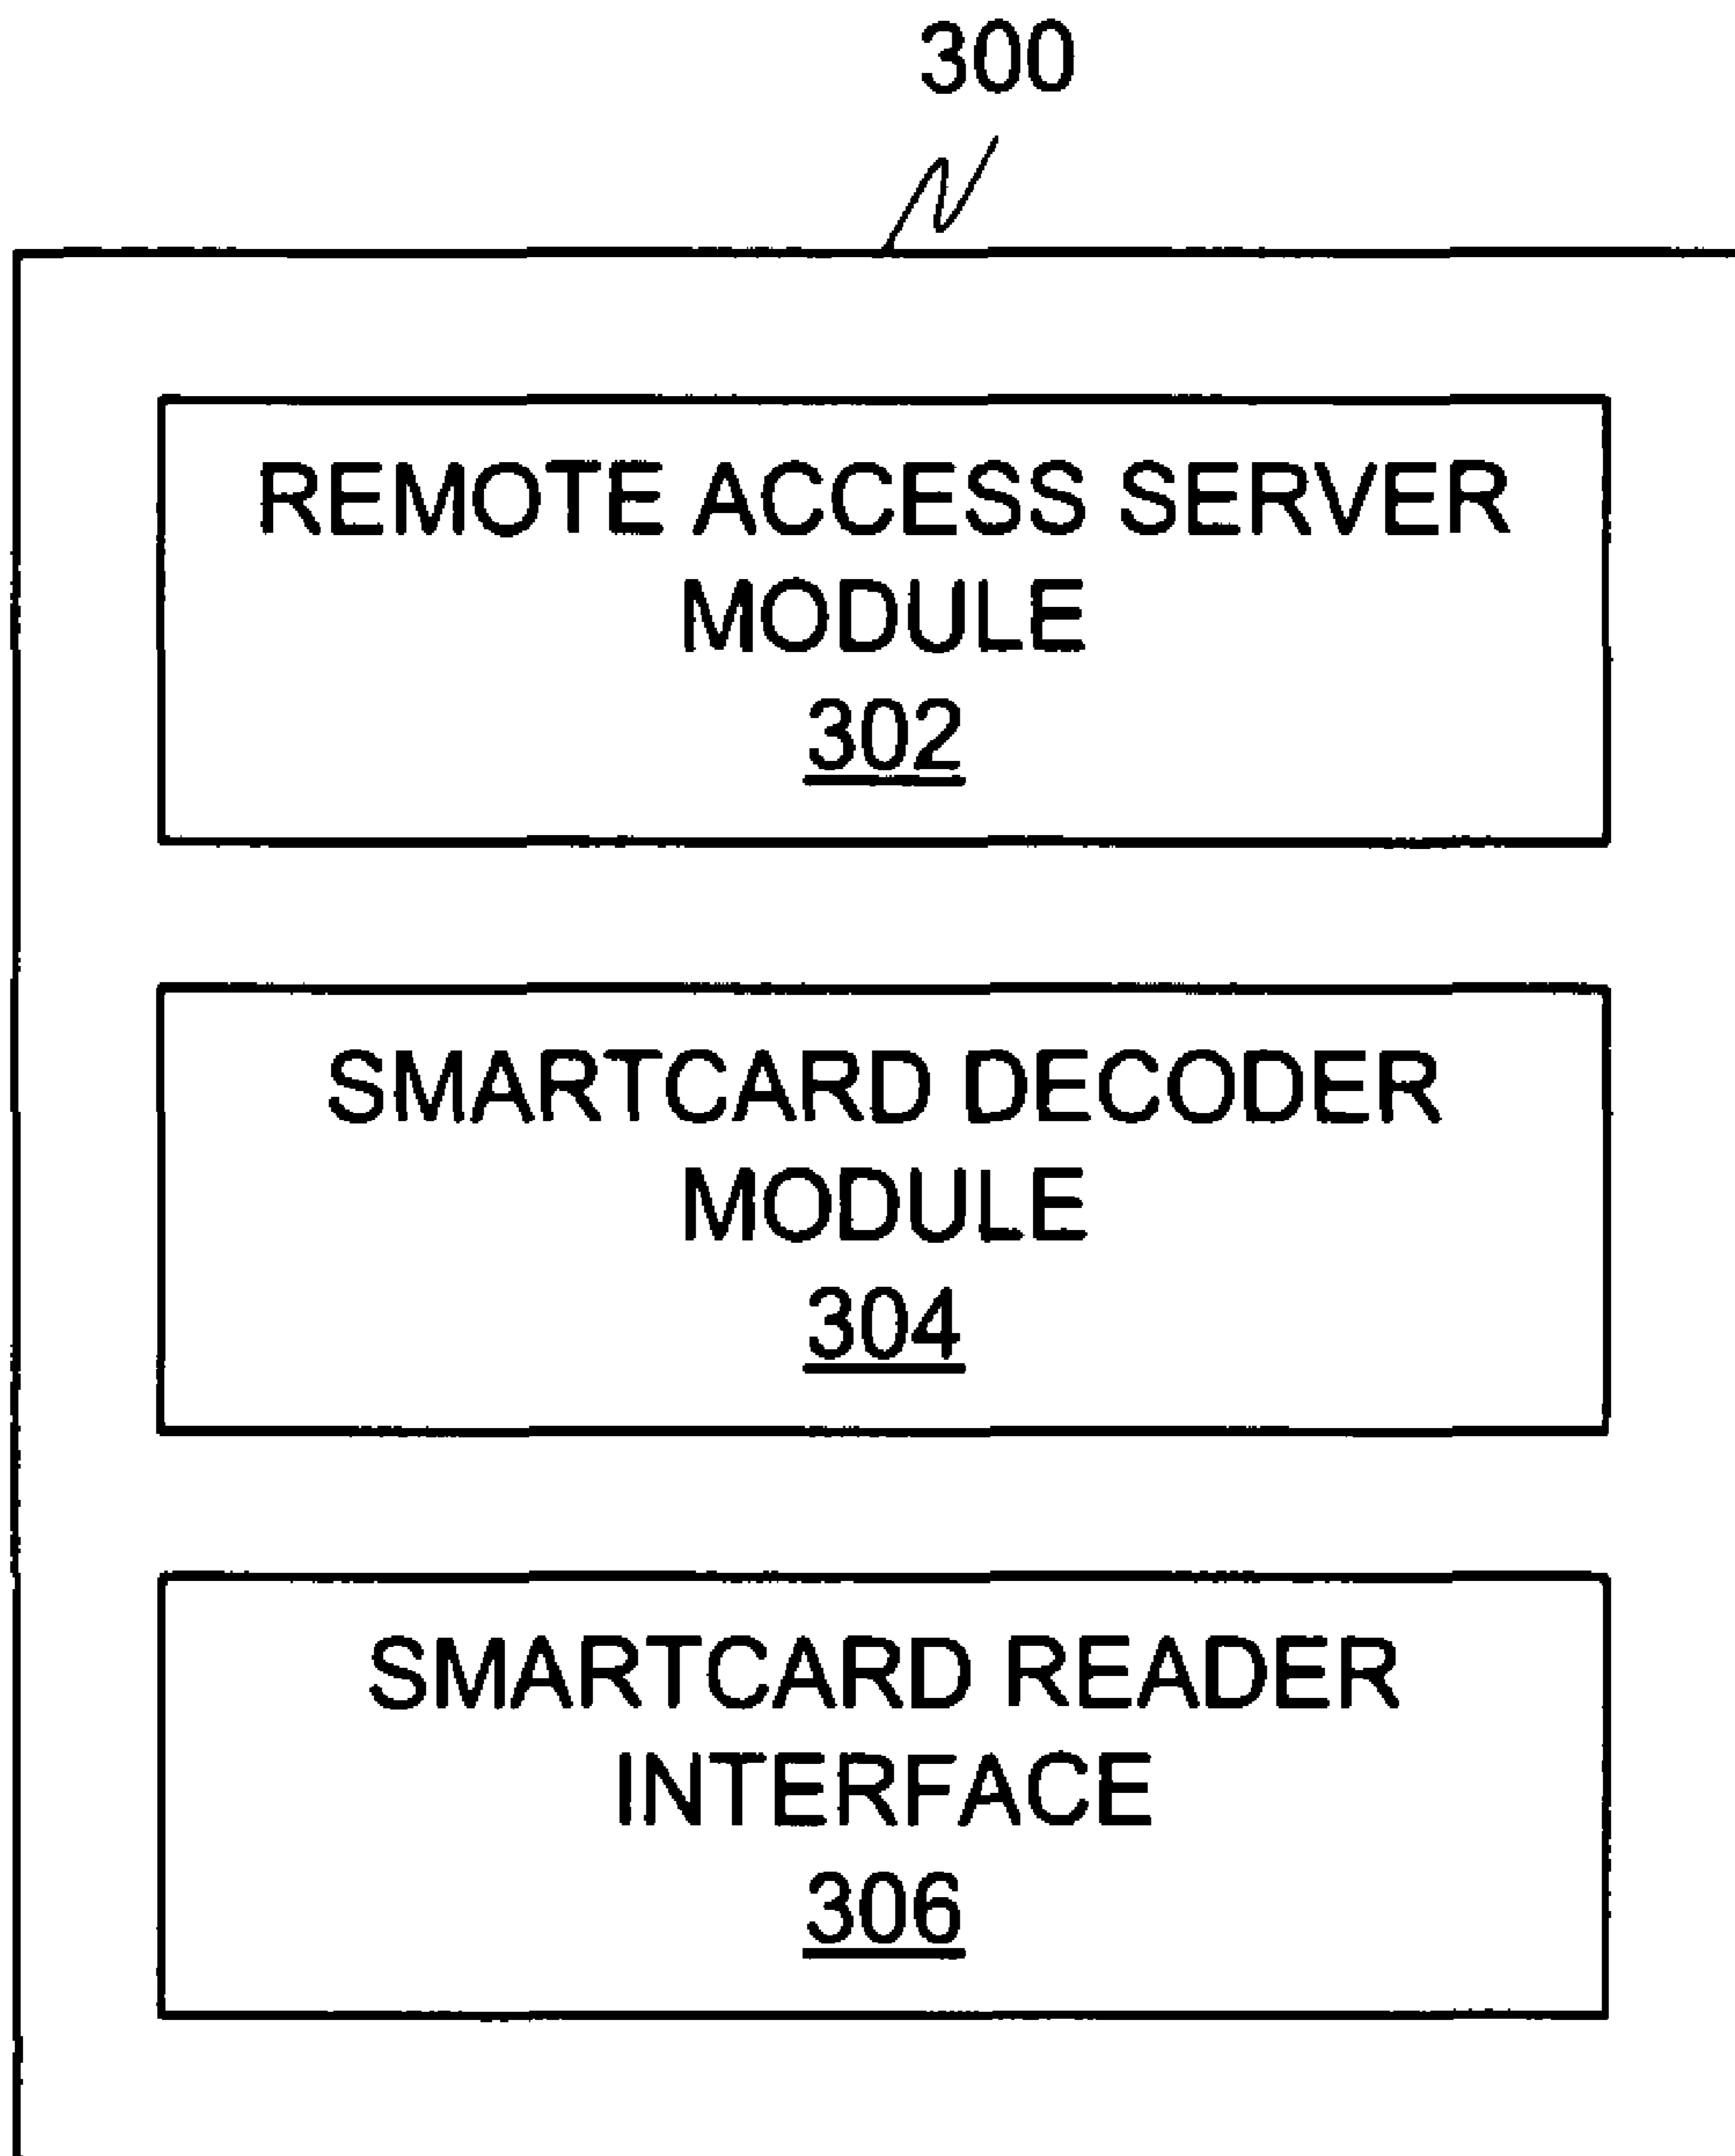 300
REMOTE ACCESS SERVER
MODULE
302
SMARTCARD DECODER
MODULE
304
SMARTCARD READER
INTERFACE
306